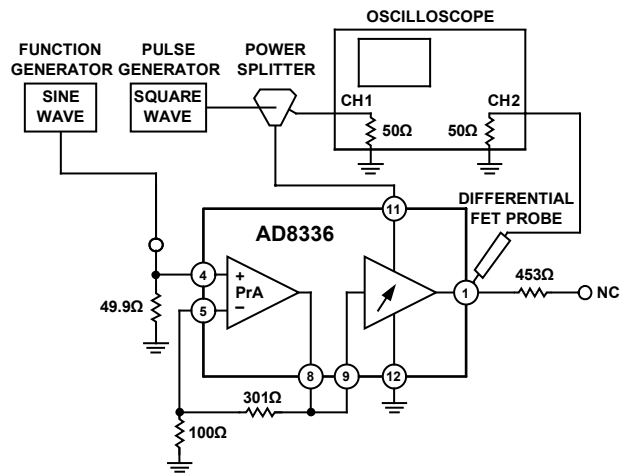 OSCILLOSCOPE
FUNCTION
GENERATOR
PULSE
GENERATOR
POWER
SPLITTER
SINE
WAVE
SQUARE
WAVE
CH1
CH2
50Ω
50Ω
DIFFERENTIAL
FET PROBE
11
AD8336
453Ω
4
+
PrA
–
5
1
NC
49.9Ω
8
9
12
301Ω
100Ω